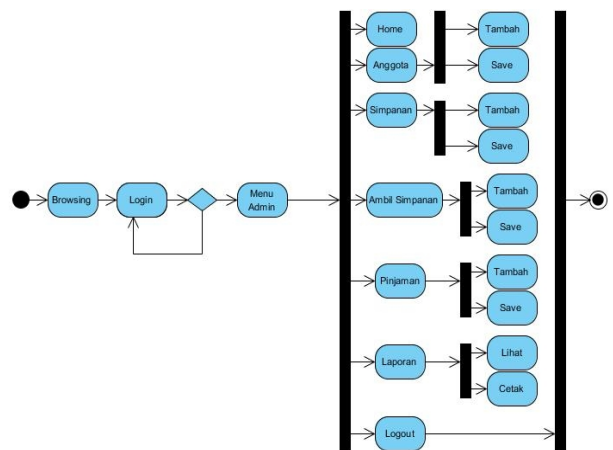 Home
Tambah
Anggota
Save
Simpanan
Tambah
Save
Browsing
Login
Menu
Admin
Ambil Simpanan
Tambah
Save
Pinjaman
Tambah
Save
Laporan
Lihat
Cetak
Logout